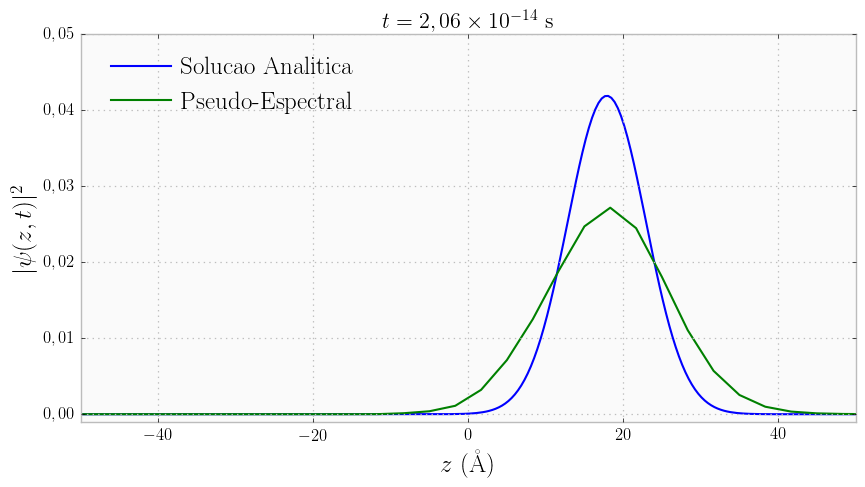 t = 2,06 × 10⁻¹⁴ s
0,05
0,04
0,03
0,02
0,01
0,00
|ψ(z, t)|²
Solucao Analitica
Pseudo-Espectral
−40
−20
0
20
40
z (Å)